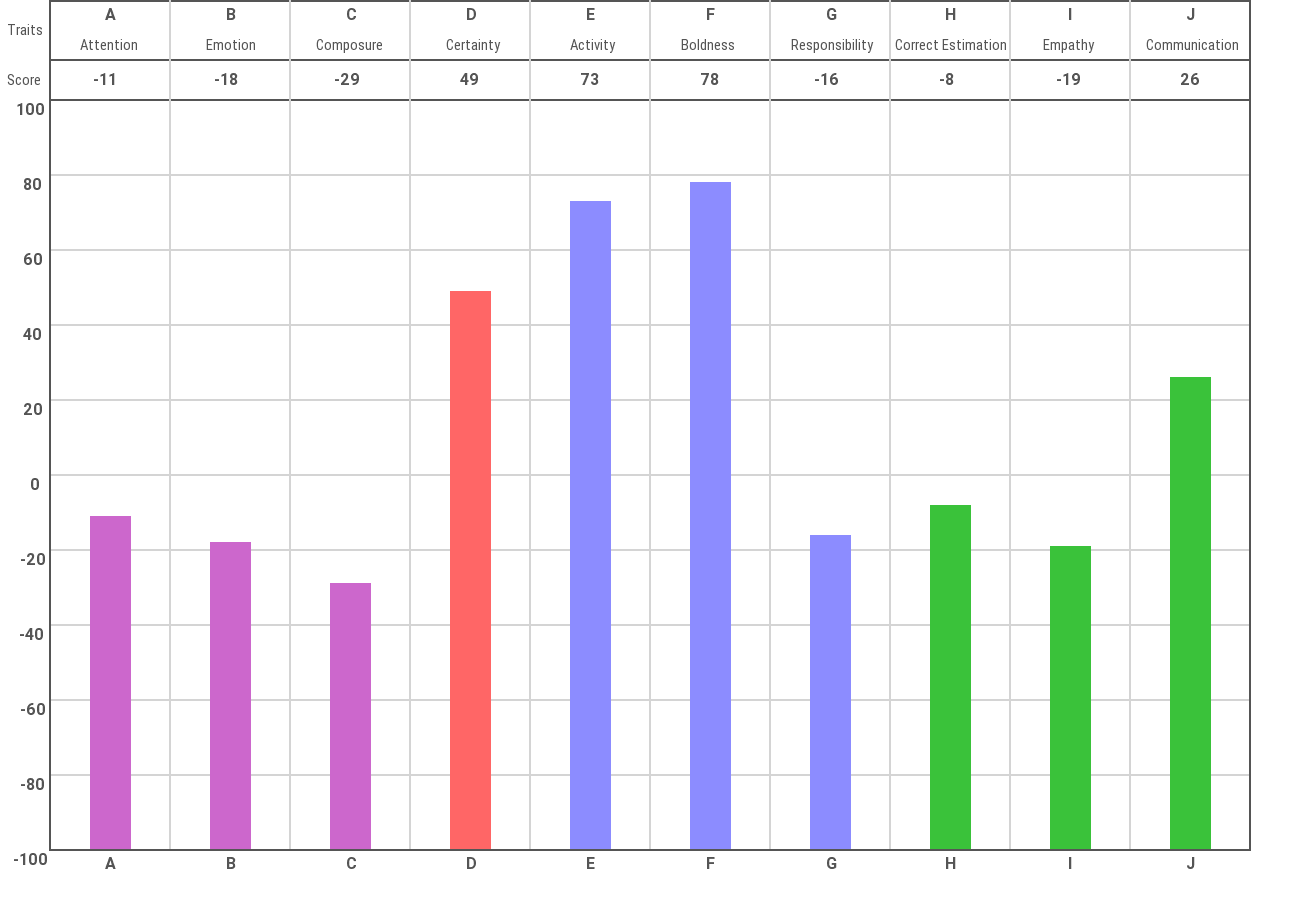 A B C D E F G H I J
Traits
Attention Emotion Composure Certainty Activity Boldness Responsibility Correct Estimation Empathy Communication
Score -11 -18 -29 49 73 78 -16 -8 -19 26
100
80
60
40
20
0
-20
-40
-60
-80
-100
A B C D E F G H I J